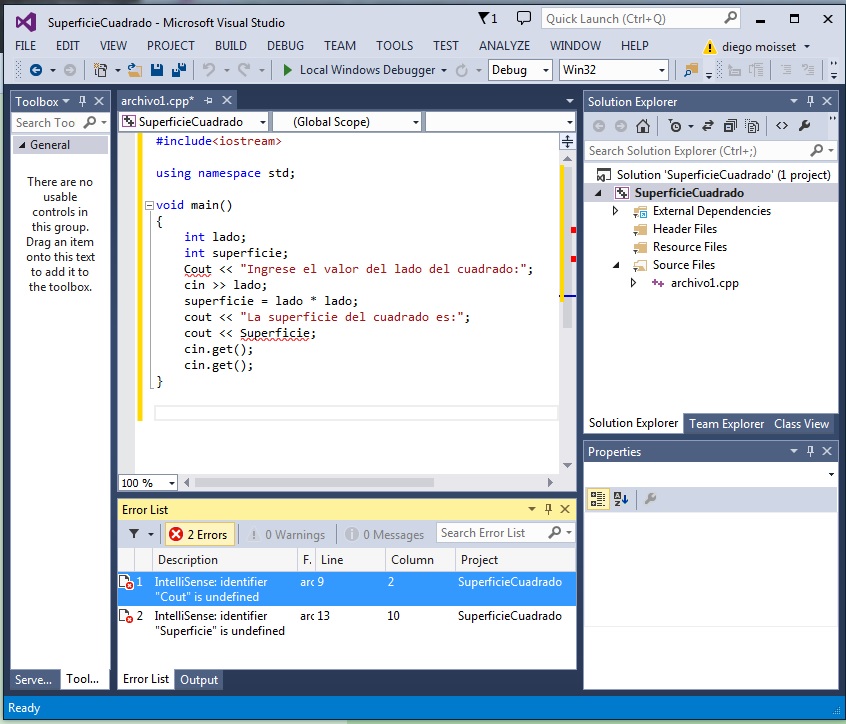 SuperficieCuadrado - Microsoft Visual Studio
1
Quick Launch (Ctrl+Q)
FILE EDIT VIEW PROJECT BUILD DEBUG TEAM TOOLS TEST ANALYZE WINDOW HELP
diego moisset
Local Windows Debugger
Debug
Win32
Toolbox
Search Too
General
There are no
usable
controls in
this group.
Drag an item
onto this text
to add it to
the toolbox.
Serve...
Tool...
archivo1.cpp*
SuperficieCuadrado
(Global Scope)
#include<iostream>
using namespace std;
void main()
{
int lado;
int superficie;
Cout << "Ingrese el valor del lado del cuadrado:";
cin >> lado;
superficie = lado * lado;
cout << "La superficie del cuadrado es:";
cout << Superficie;
cin.get();
cin.get();
}
100 %
Error List
2 Errors
0 Warnings
0 Messages
Search Error List
Description F. Line Column Project
1 IntelliSense: identifier arc 9 2 SuperficieCuadrado
"Cout" is undefined
2 IntelliSense: identifier arc 13 10 SuperficieCuadrado
"Superficie" is undefined
Error List
Output
Solution Explorer
Search Solution Explorer (Ctrl+;)
Solution 'SuperficieCuadrado' (1 project)
SuperficieCuadrado
External Dependencies
Header Files
Resource Files
Source Files
archivo1.cpp
Solution Explorer
Team Explorer
Class View
Properties
Ready